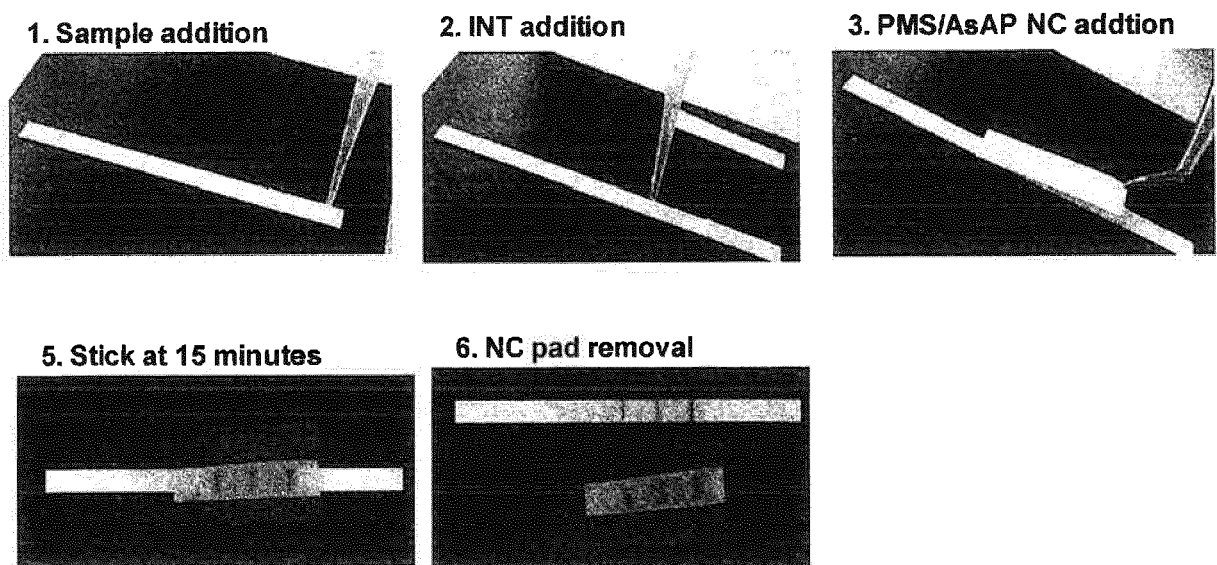 1. Sample addition
2. INT addition
3. PMS/AsAP NC addtion
5. Stick at 15 minutes
6. NC pad removal